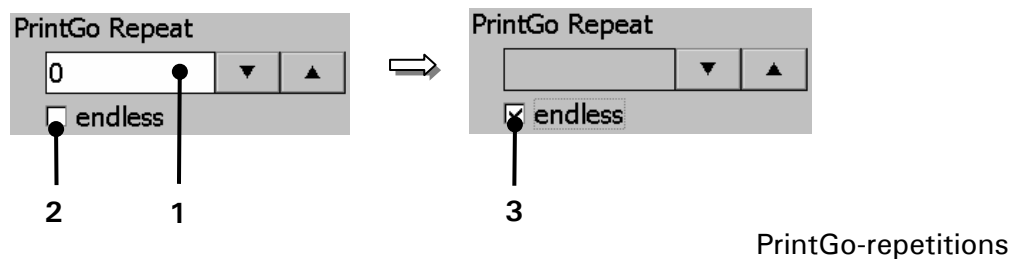 PrintGo Repeat
0
endless
2
1
PrintGo Repeat
endless
3
PrintGo-repetitions